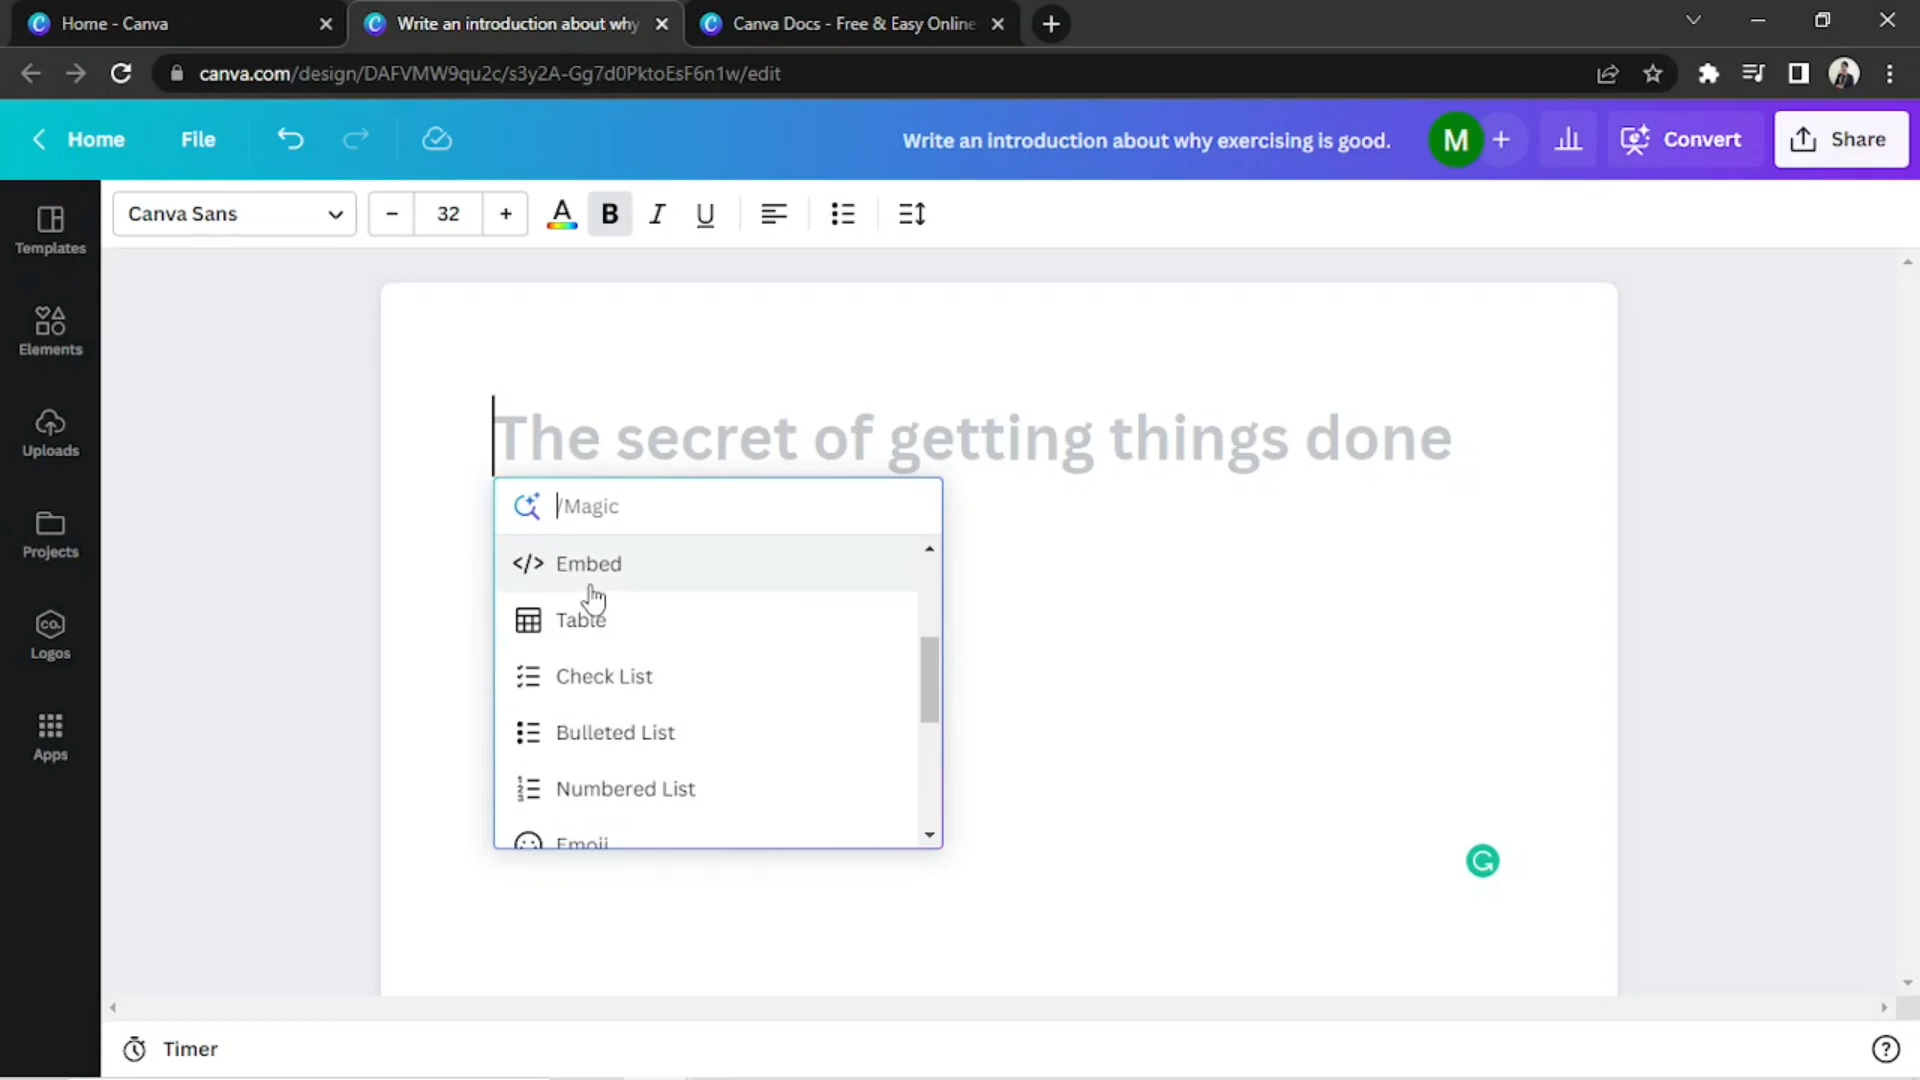 Home - Canva
Write an introduction about why
Canva Docs - Free & Easy Online
canva.com/design/DAFVMW9qu2c/s3y2A-Gg7d0PktoEsF6n1w/edit
Home
File
Write an introduction about why exercising is good.
M
Convert
Share
Canva Sans
32
A
B
I
U
Templates
Elements
Uploads
Projects
CO.
Logos
Apps
The secret of getting things done
/Magic
Embed
Table
Check List
Bulleted List
Numbered List
Emoji
Timer